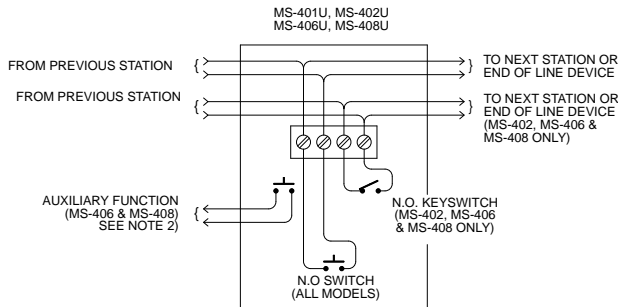 MS-401U, MS-402U
MS-406U, MS-408U
FROM PREVIOUS STATION
{
}
TO NEXT STATION OR
END OF LINE DEVICE
FROM PREVIOUS STATION
{
}
TO NEXT STATION OR
END OF LINE DEVICE
(MS-402, MS-406 &
MS-408 ONLY)
AUXILIARY FUNCTION
(MS-406 & MS-408)
SEE NOTE 2)
{
N.O. KEYSWITCH
(MS-402, MS-406
& MS-408 ONLY)
N.O SWITCH
(ALL MODELS)